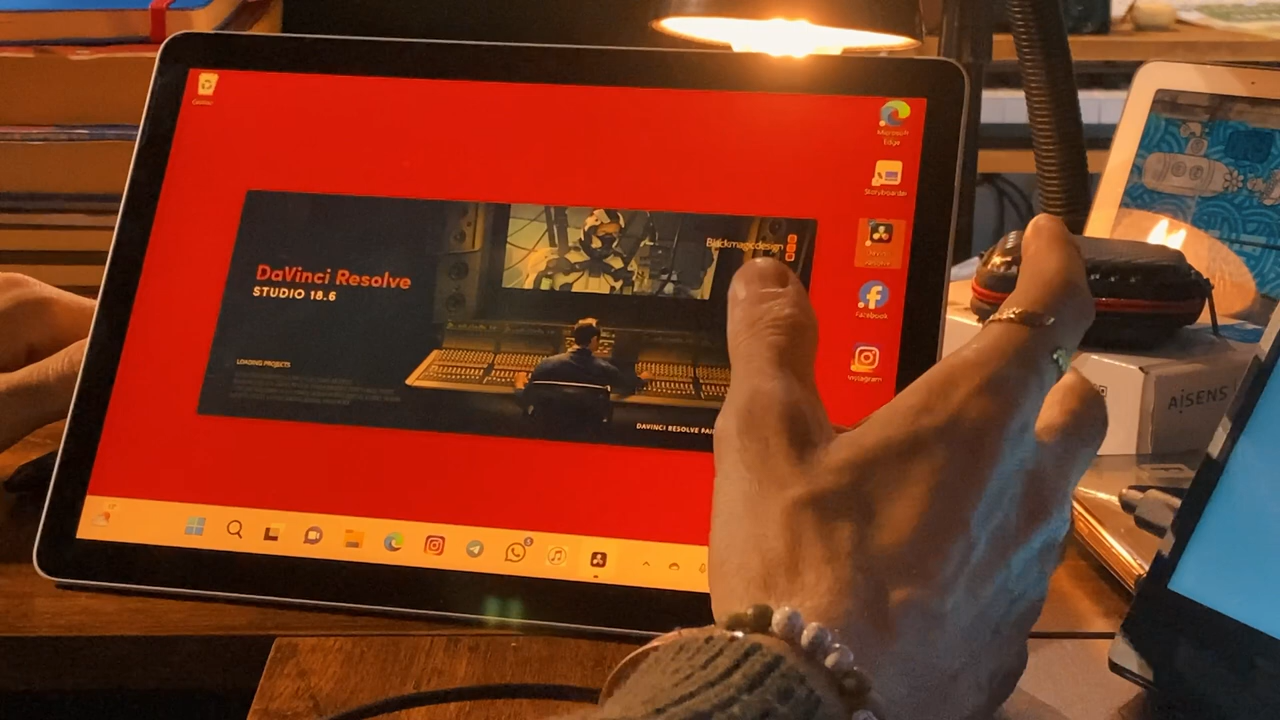 Microsoft
Edge
Storyboarder
Blackmagicdesign
DaVinci Resolve
STUDIO 18.6
Facebook
LOADING PROJECTS
Instagram
AISENS
DAVINCI RESOLVE